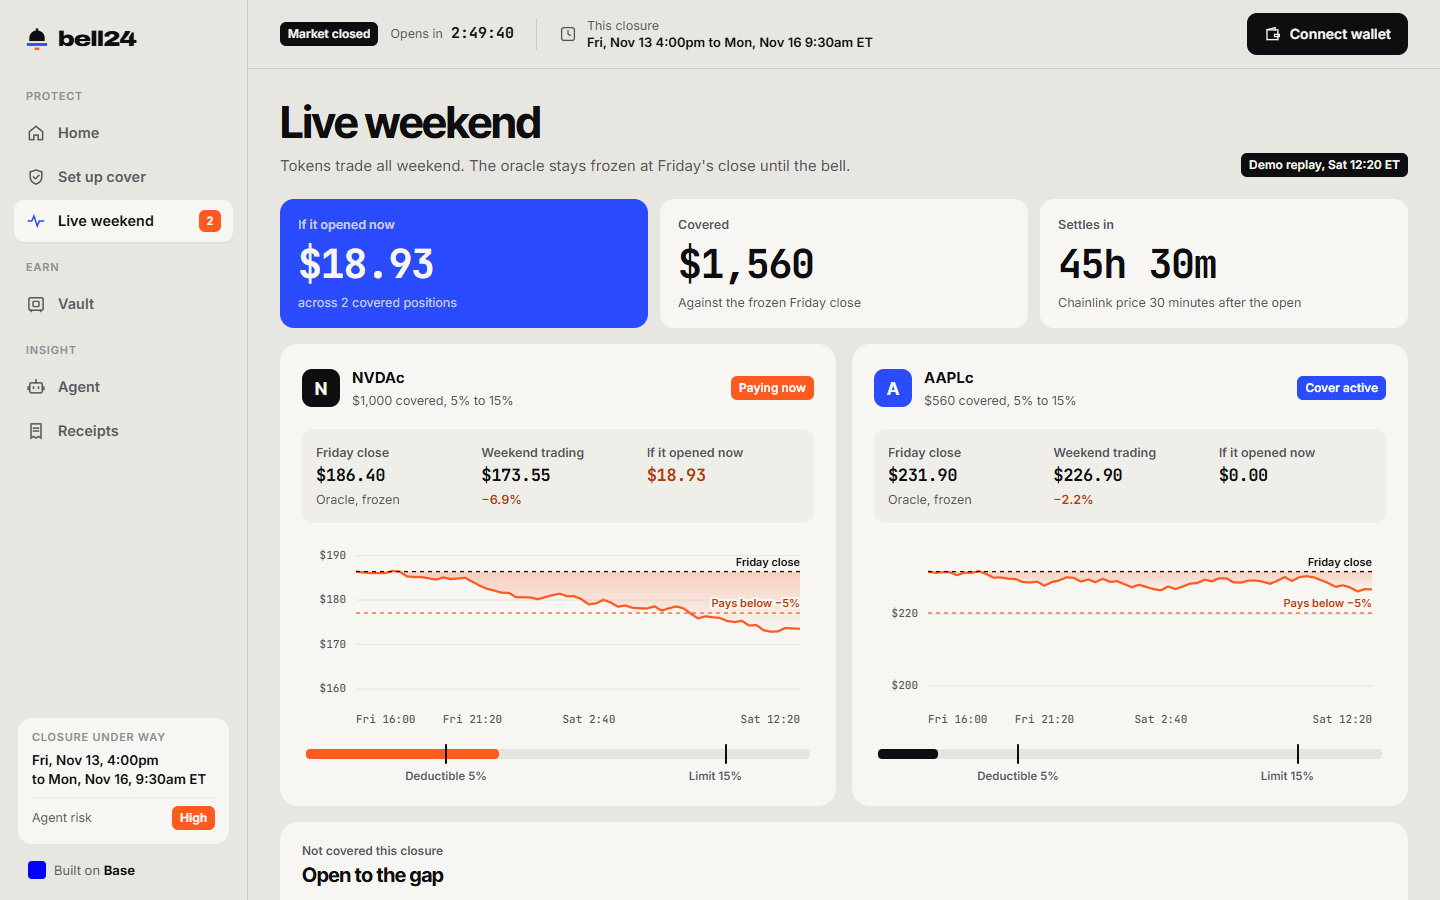 bell24
PROTECT
Home
Set up cover
Live weekend 2
EARN
Vault
INSIGHT
Agent
Receipts
CLOSURE UNDER WAY
Fri, Nov 13, 4:00pm
to Mon, Nov 16, 9:30am ET
Agent risk High
Built on Base
Market closed Opens in 2:49:40
This closure
Fri, Nov 13 4:00pm to Mon, Nov 16 9:30am ET
Connect wallet
Live weekend
Tokens trade all weekend. The oracle stays frozen at Friday's close until the bell.
Demo replay, Sat 12:20 ET
If it opened now
$18.93
across 2 covered positions
Covered
$1,560
Against the frozen Friday close
Settles in
45h 30m
Chainlink price 30 minutes after the open
N
NVDAc
$1,000 covered, 5% to 15%
Paying now
Friday close Weekend trading If it opened now
$186.40 $173.55 $18.93
Oracle, frozen −6.9%
$190
Friday close
$180
Pays below −5%
$170
$160
Fri 16:00 Fri 21:20 Sat 2:40 Sat 12:20
Deductible 5% Limit 15%
A
AAPLc
$560 covered, 5% to 15%
Cover active
Friday close Weekend trading If it opened now
$231.90 $226.90 $0.00
Oracle, frozen −2.2%
Friday close
Pays below −5%
$220
$200
Fri 16:00 Fri 21:20 Sat 2:40 Sat 12:20
Deductible 5% Limit 15%
Not covered this closure
Open to the gap